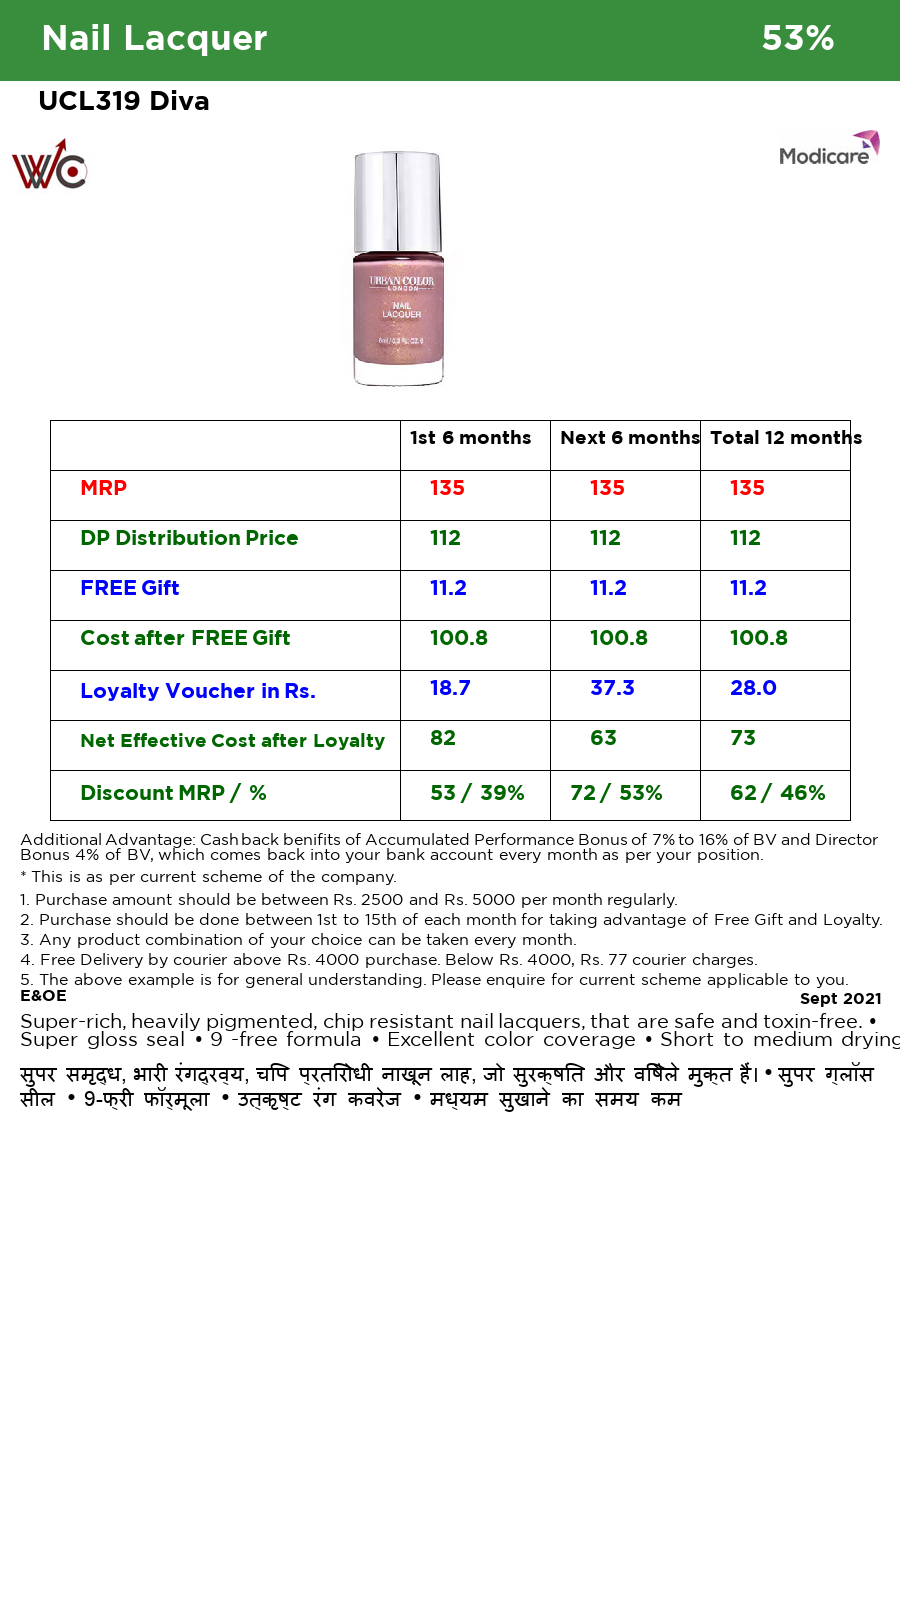 Nail Lacquer 53%
UCL319 Diva
WC
Modicare
URBAN COLOR
LONDON
NAIL
LACQUER
1st 6 months Next 6 months Total 12 months
MRP 135 135 135
DP Distribution Price 112 112 112
FREE Gift 11.2 11.2 11.2
Cost after FREE Gift 100.8 100.8 100.8
Loyalty Voucher in Rs. 18.7 37.3 28.0
Net Effective Cost after Loyalty 82 63 73
Discount MRP / % 53 / 39% 72 / 53% 62 / 46%
Additional Advantage: Cashback benifits of Accumulated Performance Bonus of 7% to 16% of BV and Director
Bonus 4% of BV, which comes back into your bank account every month as per your position.
* This is as per current scheme of the company.
1. Purchase amount should be between Rs. 2500 and Rs. 5000 per month regularly.
2. Purchase should be done between 1st to 15th of each month for taking advantage of Free Gift and Loyalty.
3. Any product combination of your choice can be taken every month.
4. Free Delivery by courier above Rs. 4000 purchase. Below Rs. 4000, Rs. 77 courier charges.
5. The above example is for general understanding. Please enquire for current scheme applicable to you.
E&OE Sept 2021
Super-rich, heavily pigmented, chip resistant nail lacquers, that are safe and toxin-free. •
Super gloss seal • 9 -free formula • Excellent color coverage • Short to medium drying
सुपर समृद्ध, भारी रंगद्रव्य, चिप प्रतिरोधी नाखून लाह, जो सुरक्षित और विषैले मुक्त हैं। • सुपर ग्लॉस
सील • 9-फ्री फॉर्मूला • उत्कृष्ट रंग कवरेज • मध्यम सुखाने का समय कम